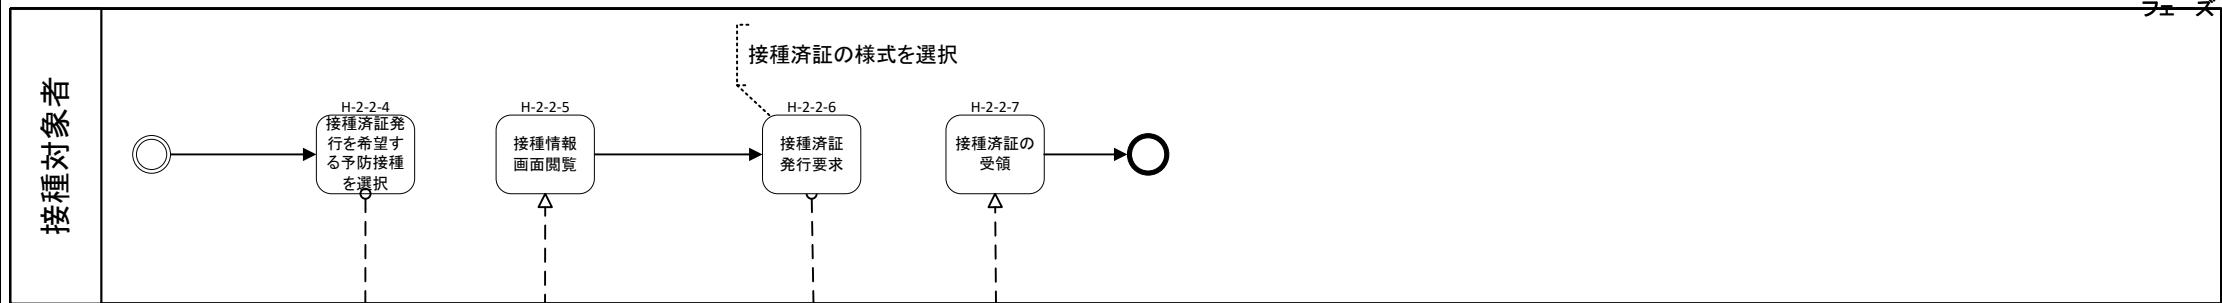 フェーズ
接種対象者
接種済証の様式を選択
H-2-2-4
接種済証発
行を希望す
る予防接種
を選択
H-2-2-5
接種情報
画面閲覧
H-2-2-6
接種済証
発行要求
H-2-2-7
接種済証の
受領